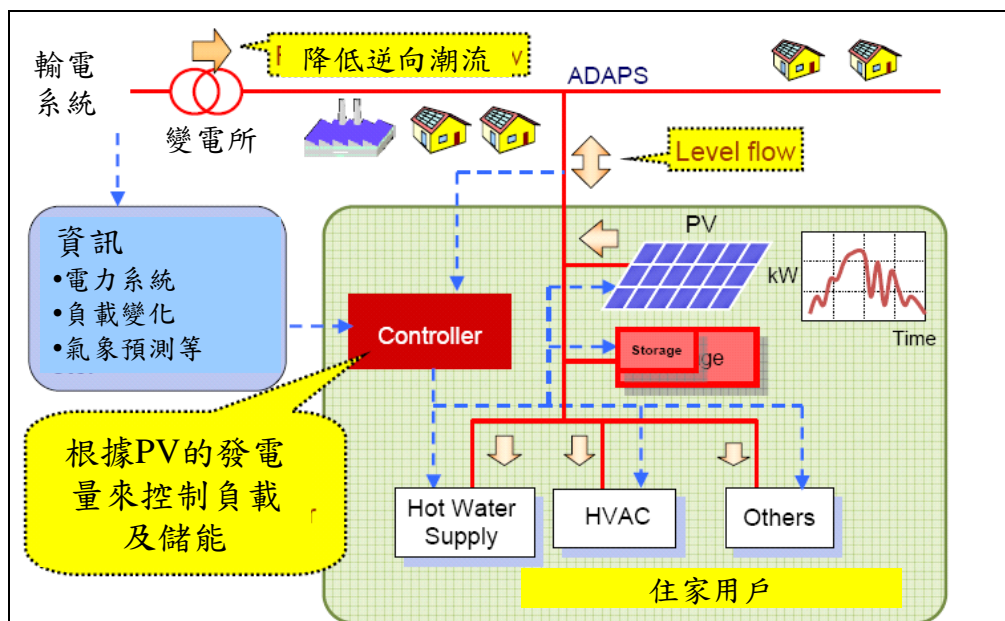 輸電
系統
降低逆向潮流
ADAPS
變電所
Level flow
資訊
•電力系統
•負載變化
•氣象預測等
PV
kW
Time
Controller
Storage
ge
根據PV的發電
量來控制負載
及儲能
Hot Water
Supply
HVAC
Others
住家用戶